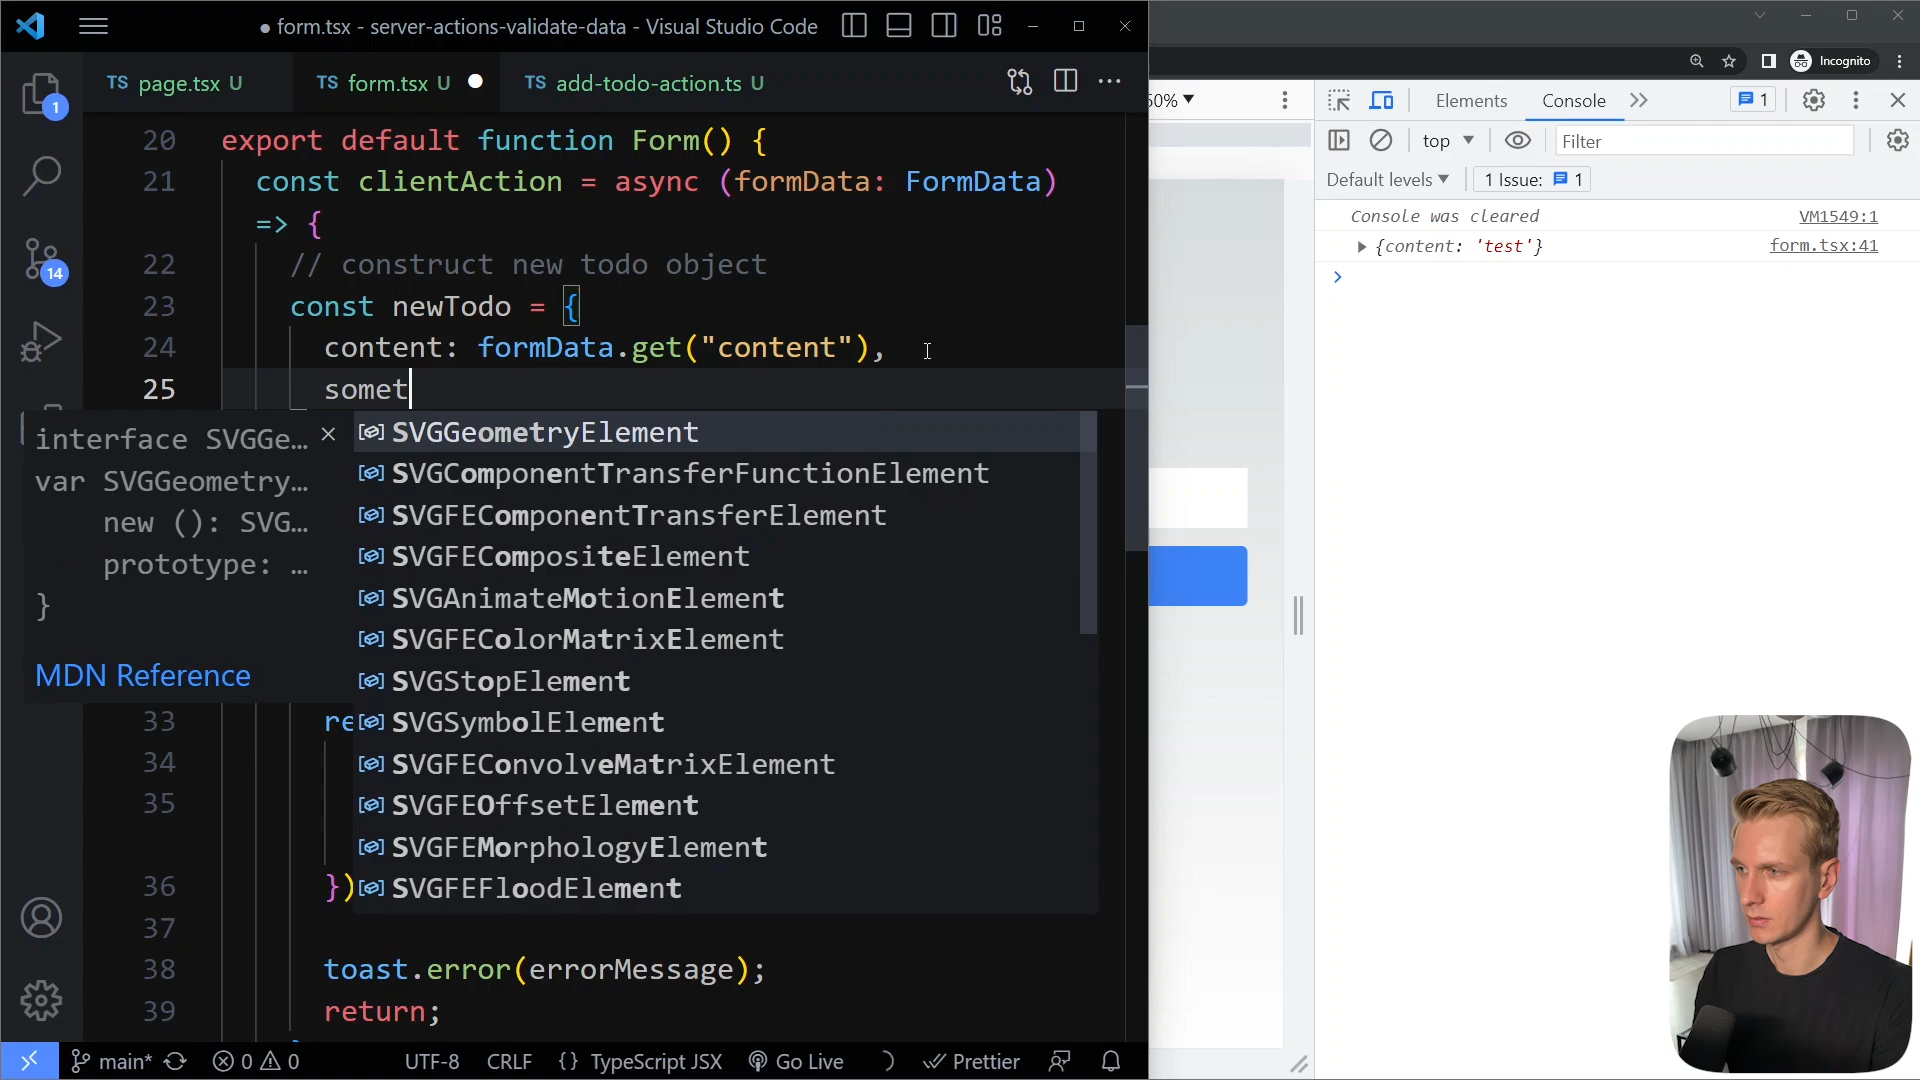 form.tsx - server-actions-validate-data - Visual Studio Code
TS page.tsx U
TS form.tsx U
TS add-todo-action.ts U
20 export default function Form() {
21 const clientAction = async (formData: FormData)
=> {
22 // construct new todo object
23 const newTodo = {
24 content: formData.get("content"),
25 somet
interface SVGGe…
var SVGGeometry…
new (): SVG…
prototype: …
}
MDN Reference
SVGGeometryElement
SVGComponentTransferFunctionElement
SVGFEComponentTransferElement
SVGFECompositeElement
SVGAnimateMotionElement
SVGFEColorMatrixElement
SVGStopElement
SVGSymbolElement
SVGFEConvolveMatrixElement
SVGFEOffsetElement
SVGFEMorphologyElement
SVGFEFloodElement
33 re
34
35
36 })
37
38 toast.error(errorMessage);
39 return;
1
14
main* 0 0 UTF-8 CRLF {} TypeScript JSX Go Live Prettier
Incognito
50%
Elements Console 1
top Filter
Default levels 1 Issue: 1
Console was cleared VM1549:1
{content: 'test'} form.tsx:41